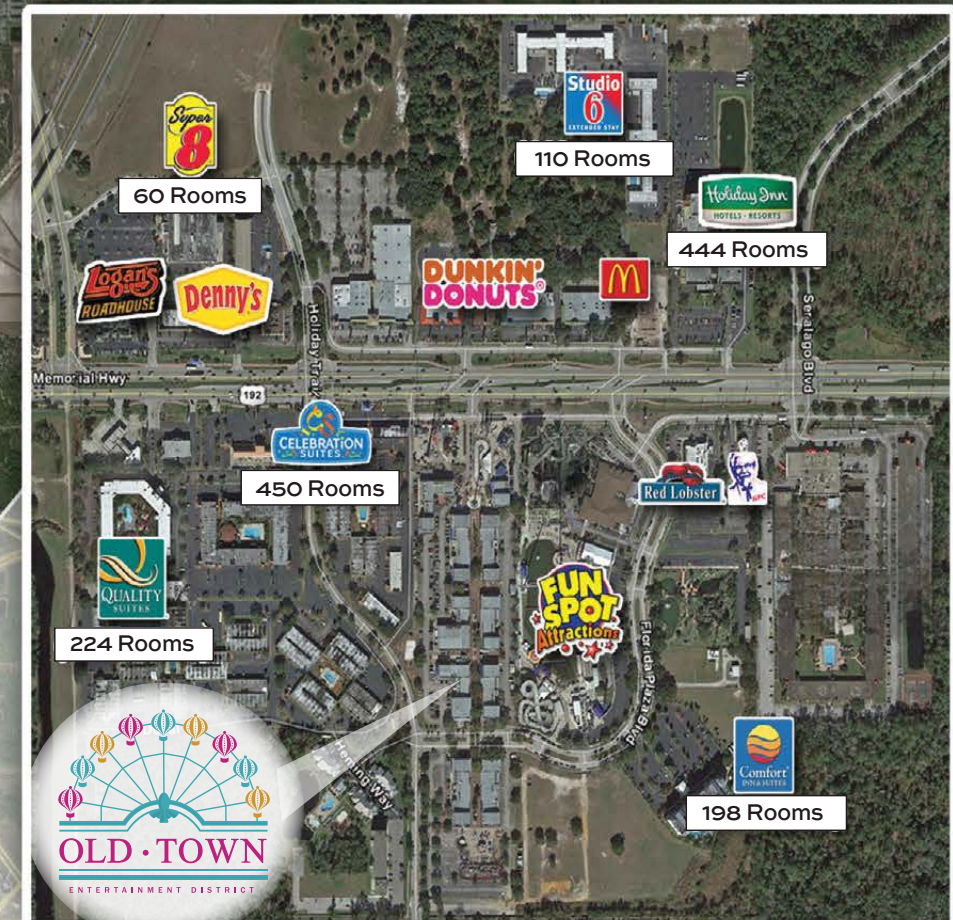 Studio
6
EXTENDED STAY
110 Rooms
Super
8
60 Rooms
Holiday Inn
HOTELS • RESORTS
444 Rooms
Logan's
ROADHOUSE
Denny's
DUNKIN'
DONUTS®
M
Holiday Trail
Seralago Blvd
Memorial Hwy
192
CS
CELEBRATION
SUITES
450 Rooms
Red Lobster
KFC
QUALITY
SUITES
224 Rooms
FUN
SPOT
Attractions
Florida Plaza Blvd
Comfort
INN & SUITES
198 Rooms
Way
OLD • TOWN
ENTERTAINMENT DISTRICT